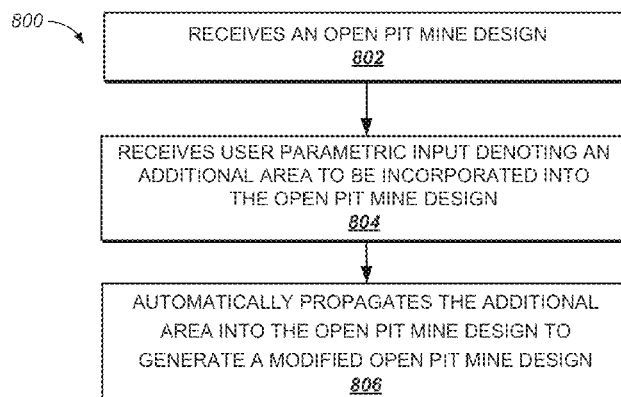 800
RECEIVES AN OPEN PIT MINE DESIGN
802
RECEIVES USER PARAMETRIC INPUT DENOTING AN
ADDITIONAL AREA TO BE INCORPORATED INTO
THE OPEN PIT MINE DESIGN
804
AUTOMATICALLY PROPAGATES THE ADDITIONAL
AREA INTO THE OPEN PIT MINE DESIGN TO
GENERATE A MODIFIED OPEN PIT MINE DESIGN
806